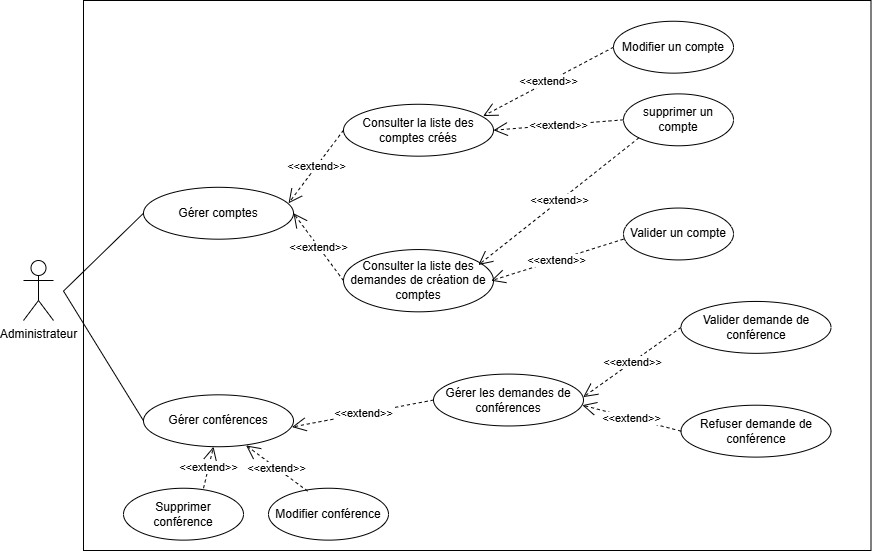 Modifier un compte
<<extend>>
Consulter la liste des
comptes créés
supprimer un
compte
<<extend>>
<<extend>>
<<extend>>
Gérer comptes
Valider un compte
<<extend>>
<<extend>>
Consulter la liste des
demandes de création de
comptes
Administrateur
Valider demande de
conférence
<<extend>>
Gérer les demandes de
conférences
Gérer conférences
<<extend>>
<<extend>>
Refuser demande de
conférence
<<extend>>
<<extend>>
Supprimer
conférence
Modifier conférence